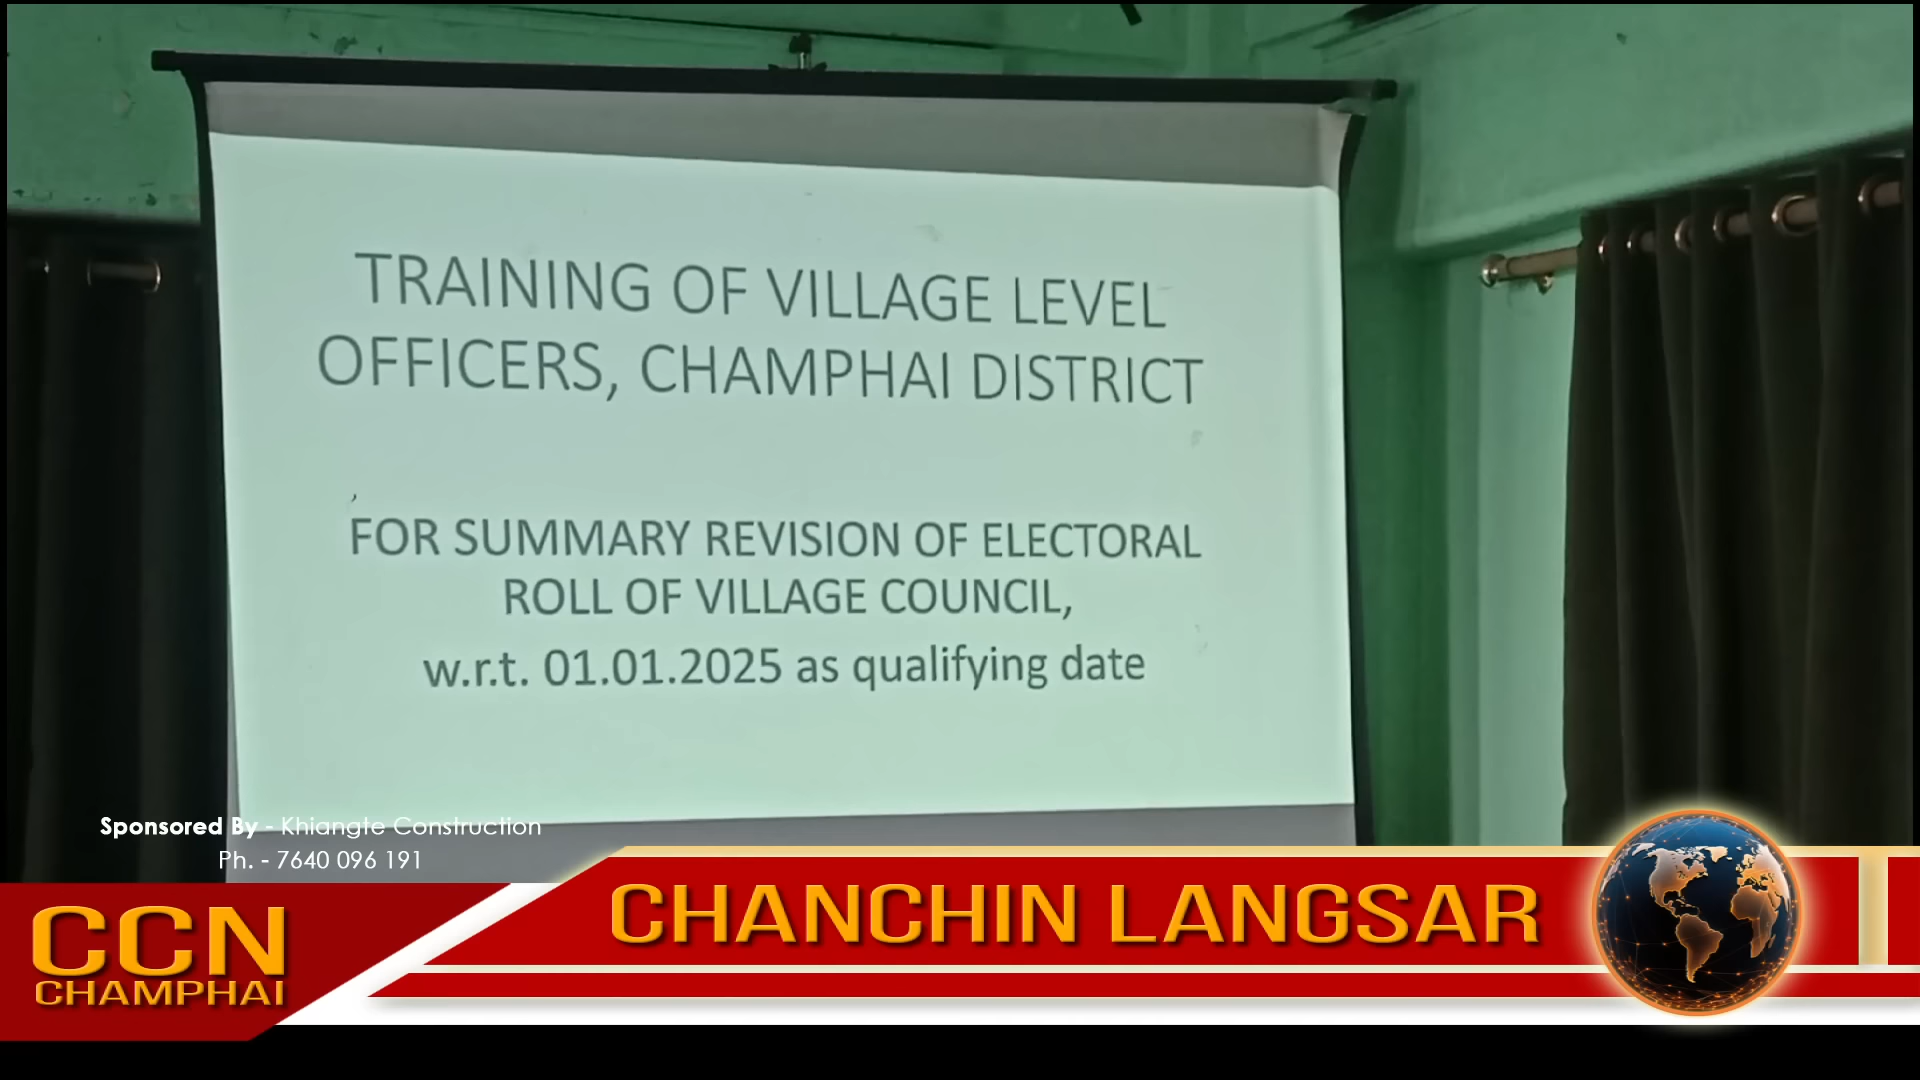 TRAINING OF VILLAGE LEVEL
OFFICERS, CHAMPHAI DISTRICT
FOR SUMMARY REVISION OF ELECTORAL
ROLL OF VILLAGE COUNCIL,
w.r.t. 01.01.2025 as qualifying date
Sponsored By - Khiangte Construction
Ph. - 7640 096 191
CCN
CHAMPHAI
CHANCHIN LANGSAR